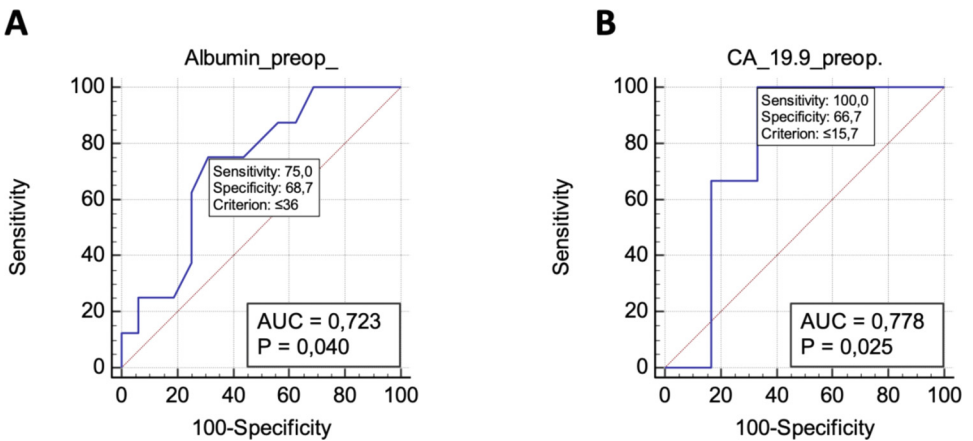 A
Albumin_preop_
100
80
60
40
20
0
Sensitivity
Sensitivity: 75,0
Specificity: 68,7
Criterion: ≤36
AUC = 0,723
P = 0,040
0 20 40 60 80 100
100-Specificity
B
CA_19.9_preop.
100
80
60
40
20
0
Sensitivity
Sensitivity: 100,0
Specificity: 66,7
Criterion: ≤15,7
AUC = 0,778
P = 0,025
0 20 40 60 80 100
100-Specificity